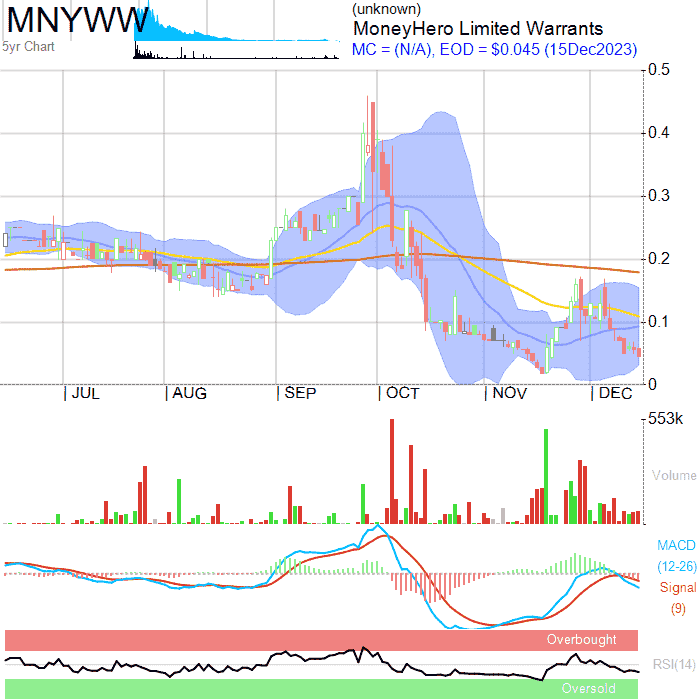 MNYWW
5yr Chart
(unknown)
MoneyHero Limited Warrants
MC = (N/A), EOD = $0.045 (15Dec2023)
0.5
0.4
0.3
0.2
0.1
0
| JUL | AUG | SEP | OCT | NOV | DEC
553k
Volume
MACD
(12-26)
Signal
(9)
Overbought
RSI(14)
Oversold